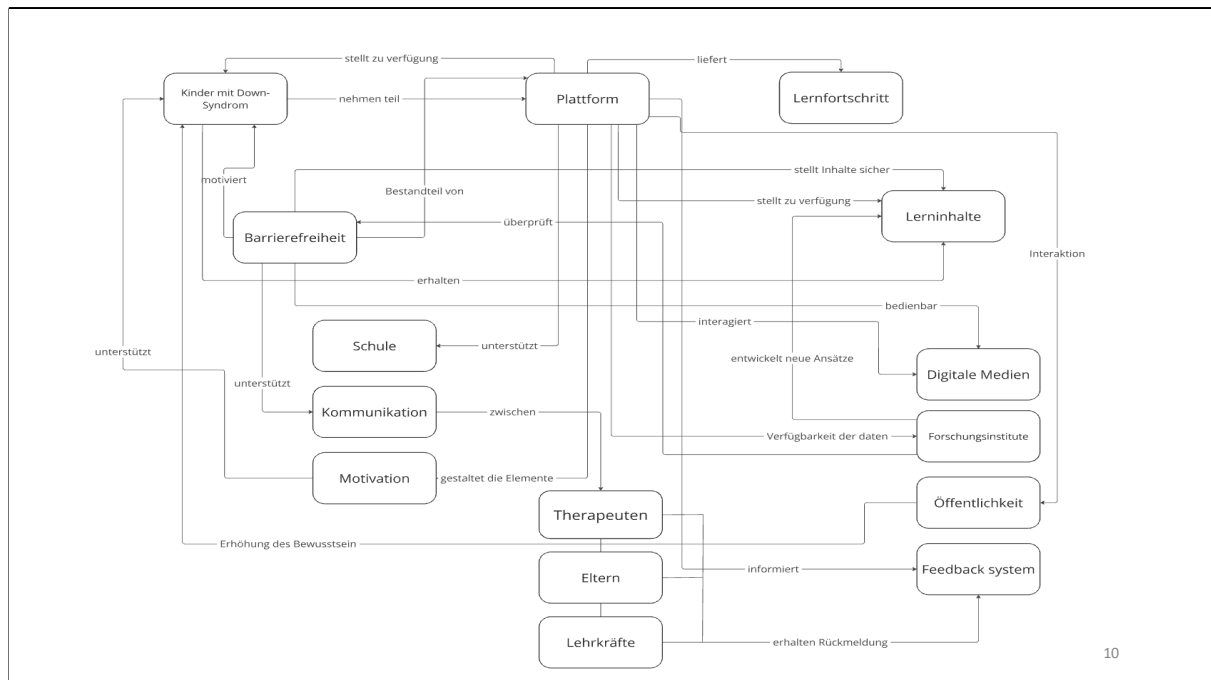 stellt zu verfügung
liefert
Kinder mit Down-
Syndrom
nehmen teil
Plattform
Lernfortschritt
motiviert
Bestandteil von
stellt Inhalte sicher
stellt zu verfügung
Lerninhalte
Barrierefreiheit
überprüft
Interaktion
erhalten
bedienbar
interagiert
Schule
unterstützt
unterstützt
entwickelt neue Ansätze
Digitale Medien
unterstützt
Kommunikation
zwischen
Verfügbarkeit der daten
Forschungsinstitute
Motivation
gestaltet die Elemente
Öffentlichkeit
Therapeuten
Erhöhung des Bewusstsein
Eltern
informiert
Feedback system
Lehrkräfte
erhalten Rückmeldung
10